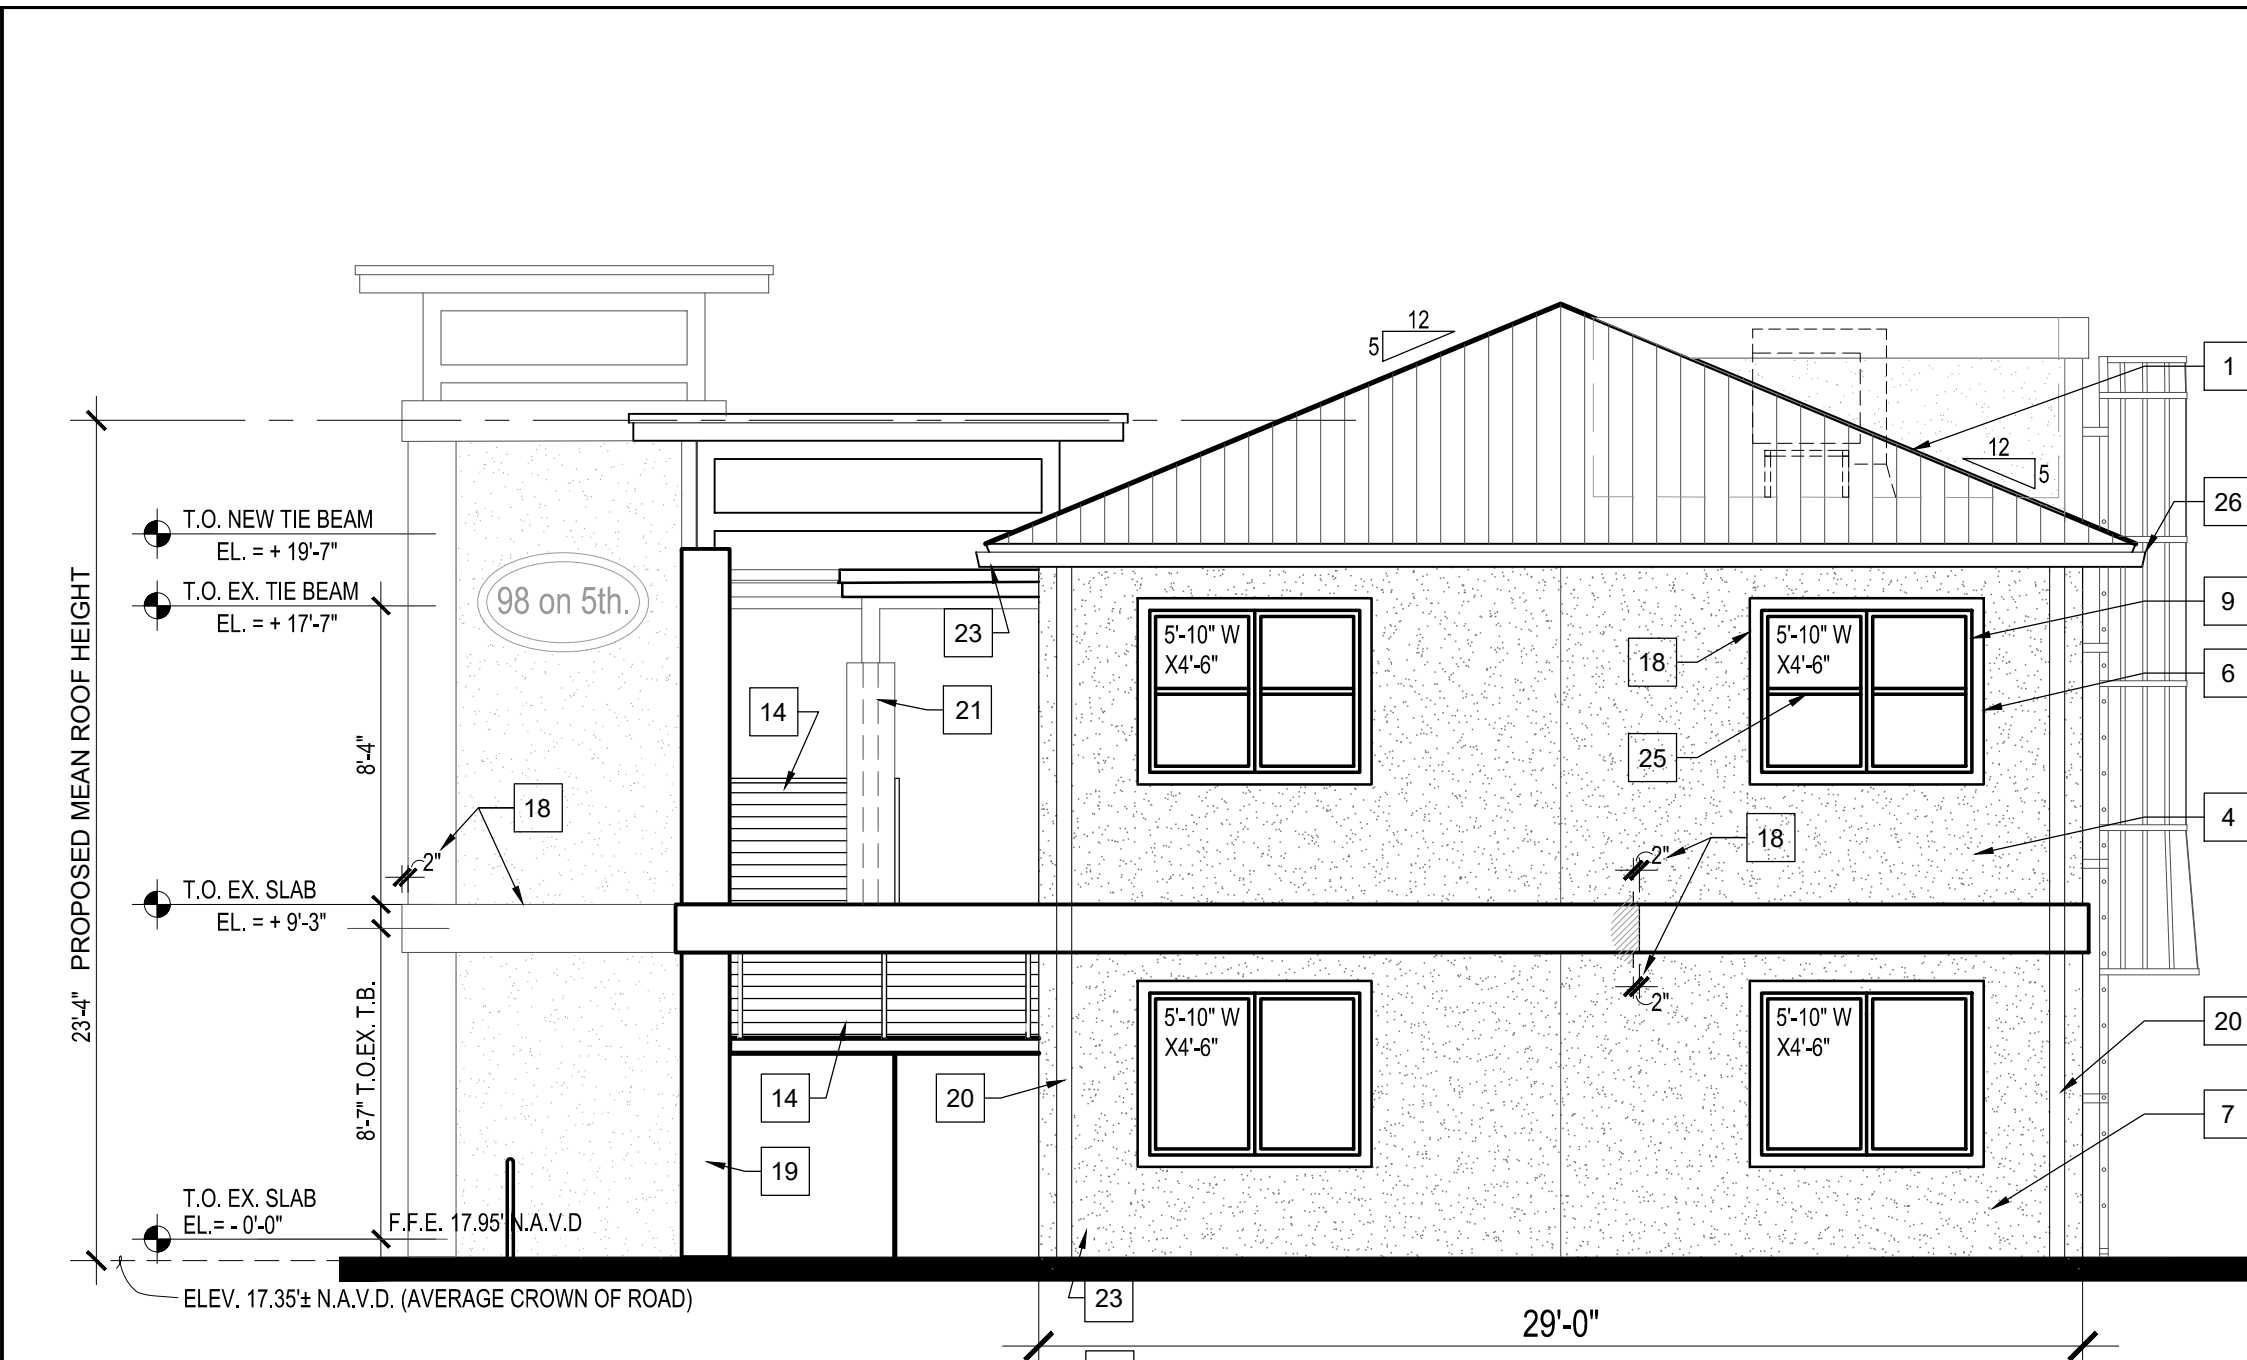 12
5
1
12
5
26
T.O. NEW TIE BEAM
EL. = + 19'-7"
T.O. EX. TIE BEAM
EL. = + 17'-7"
98 on 5th.
23
5'-10" W
X4'-6"
18
5'-10" W
X4'-6"
9
6
14
21
25
23'-4" PROPOSED MEAN ROOF HEIGHT
8'-4"
18
2"
2"
18
4
T.O. EX. SLAB
EL. = + 9'-3"
8'-7" T.O.EX. T.B.
5'-10" W
X4'-6"
2"
5'-10" W
X4'-6"
20
14
20
7
19
T.O. EX. SLAB
EL.= - 0'-0"
F.F.E. 17.95' N.A.V.D
ELEV. 17.35'± N.A.V.D. (AVERAGE CROWN OF ROAD)
23
29'-0"